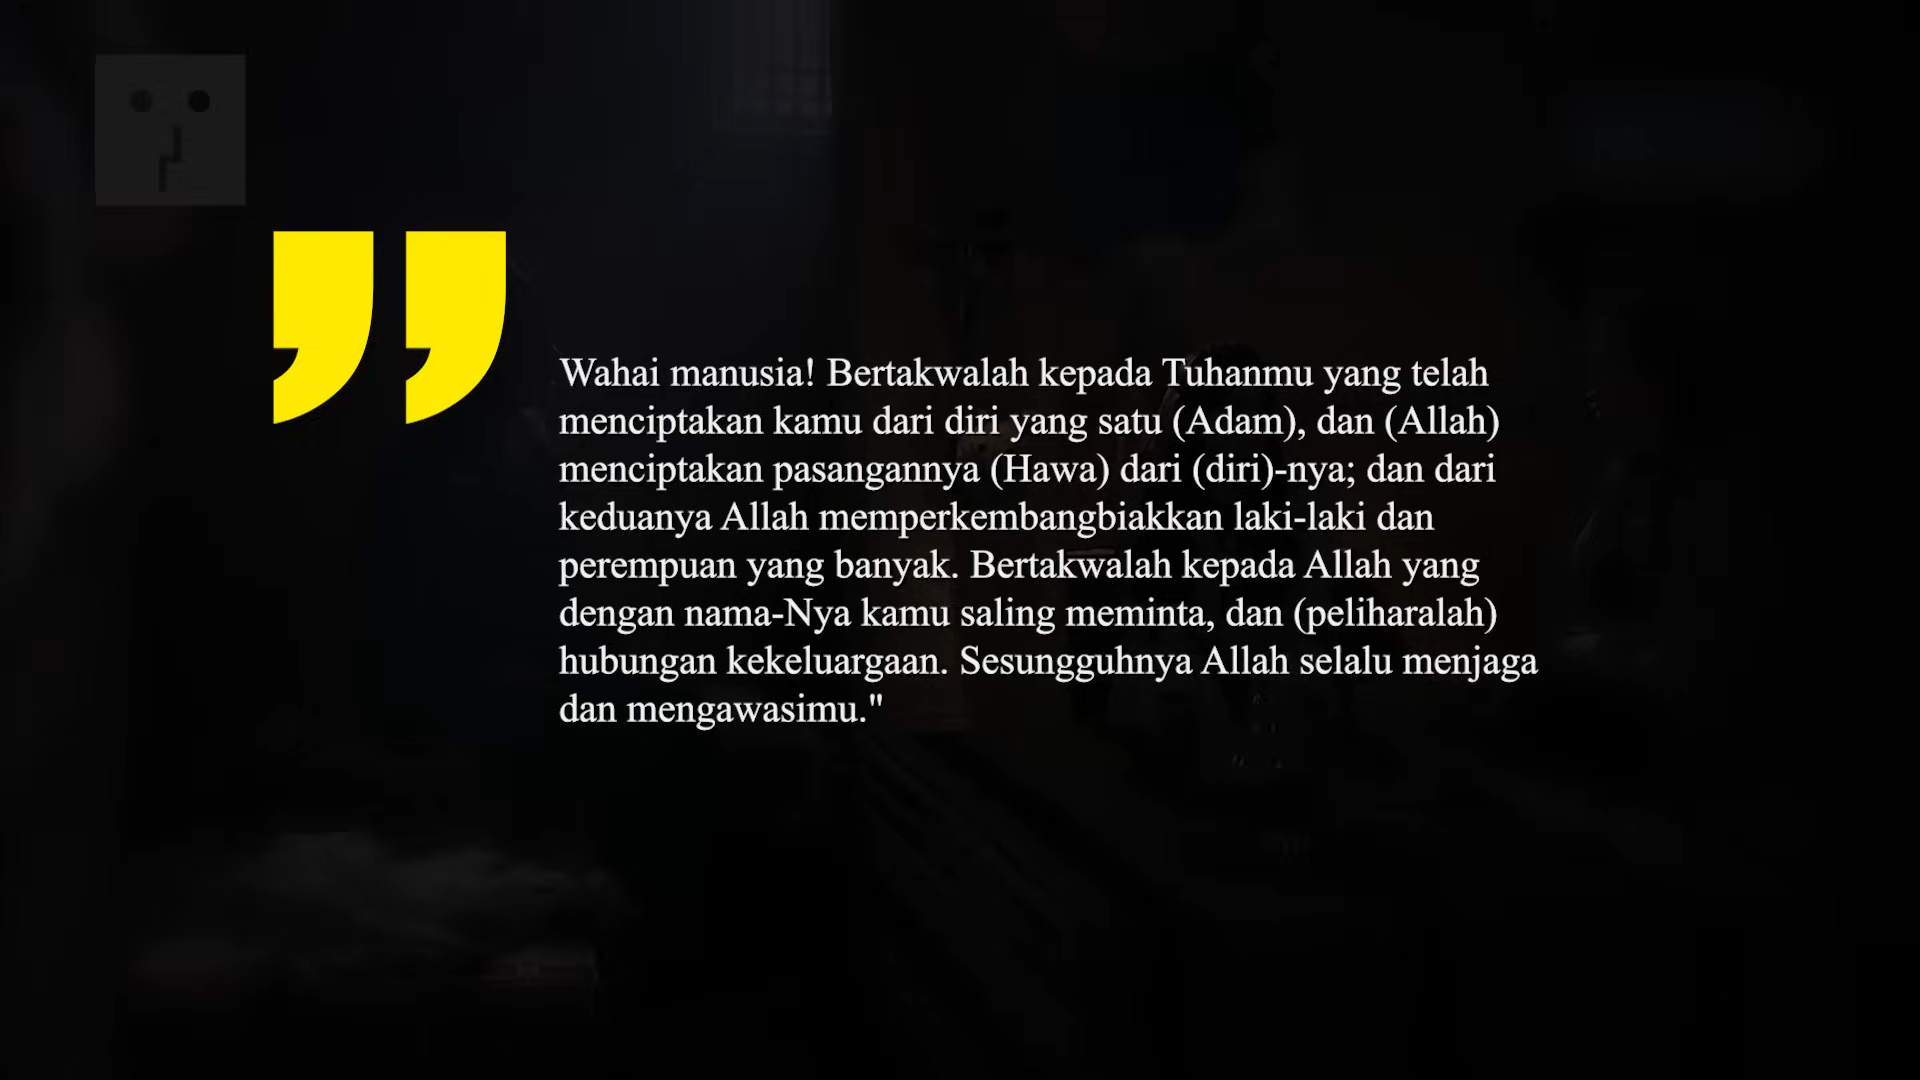 Wahai manusia! Bertakwalah kepada Tuhanmu yang telah
menciptakan kamu dari diri yang satu (Adam), dan (Allah)
menciptakan pasangannya (Hawa) dari (diri)-nya; dan dari
keduanya Allah memperkembangbiakkan laki-laki dan
perempuan yang banyak. Bertakwalah kepada Allah yang
dengan nama-Nya kamu saling meminta, dan (peliharalah)
hubungan kekeluargaan. Sesungguhnya Allah selalu menjaga
dan mengawasimu."